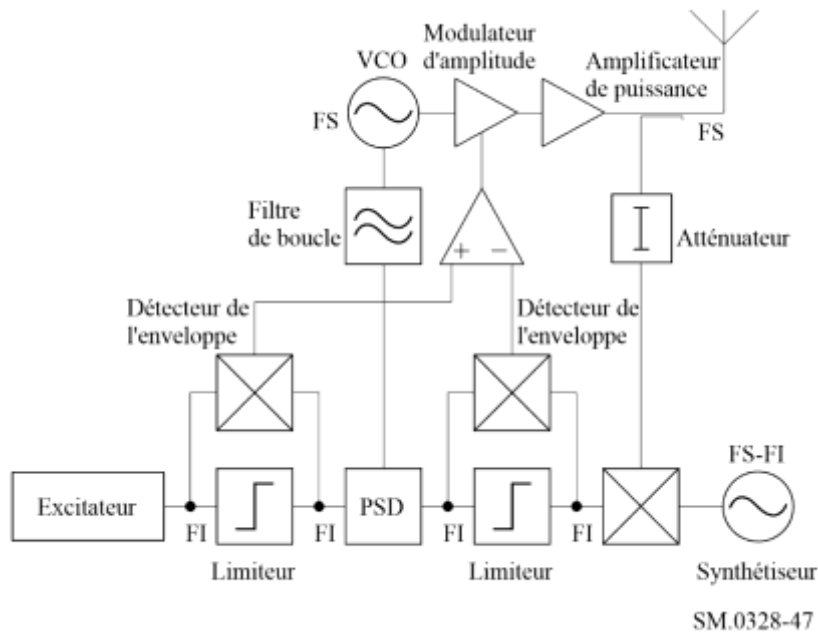 Modulateur
d'amplitude
VCO
Amplificateur
de puissance
FS
FS
Filtre
de boucle
+ −
Atténuateur
Détecteur de
l'enveloppe
Détecteur de
l'enveloppe
FS-FI
Excitateur
PSD
FI
FI
FI
FI
Limiteur
Limiteur
Synthétiseur
SM.0328-47